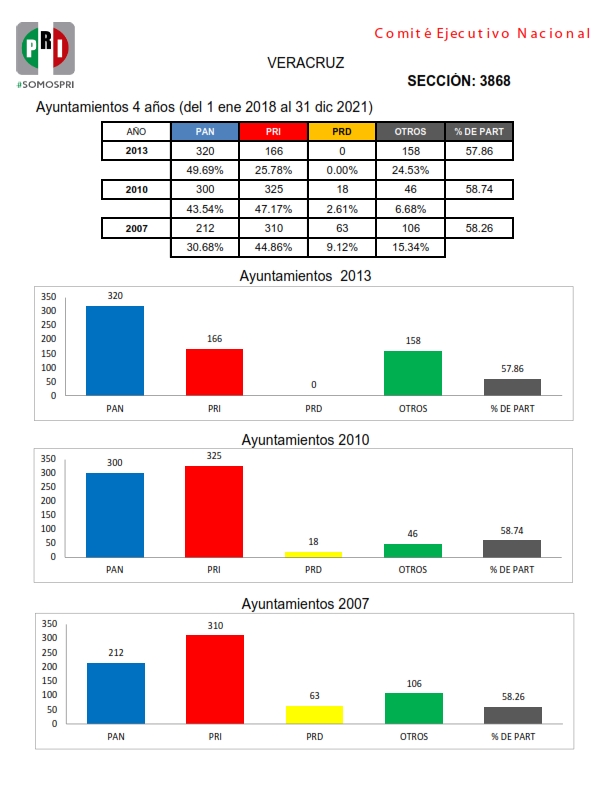 Comité Ejecutivo Nacional
PRI
#SOMOSPRI
VERACRUZ
SECCIÓN: 3868
Ayuntamientos 4 años (del 1 ene 2018 al 31 dic 2021)
AÑO PAN PRI PRD OTROS % DE PART
2013 320 166 0 158 57.86
49.69% 25.78% 0.00% 24.53%
2010 300 325 18 46 58.74
43.54% 47.17% 2.61% 6.68%
2007 212 310 63 106 58.26
30.68% 44.86% 9.12% 15.34%
Ayuntamientos 2013
350
300
250
200
150
100
50
0
320
166
0
158
57.86
PAN PRI PRD OTROS % DE PART
Ayuntamientos 2010
350
300
250
200
150
100
50
0
300
325
18
46
58.74
PAN PRI PRD OTROS % DE PART
Ayuntamientos 2007
350
300
250
200
150
100
50
0
212
310
63
106
58.26
PAN PRI PRD OTROS % DE PART